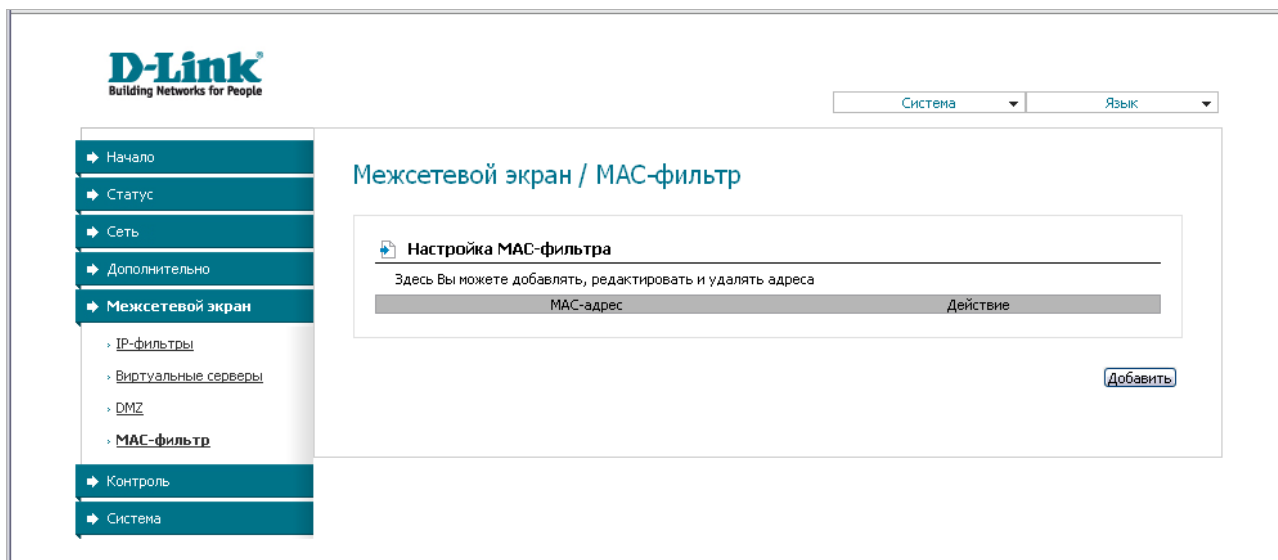 D-Link
Building Networks for People
Система
Язык
Начало
Статус
Сеть
Дополнительно
Межсетевой экран
IP-фильтры
Виртуальные серверы
DMZ
MAC-фильтр
Контроль
Система
Межсетевой экран / MAC-фильтр
Настройка MAC-фильтра
Здесь Вы можете добавлять, редактировать и удалять адреса
MAC-адрес Действие
Добавить